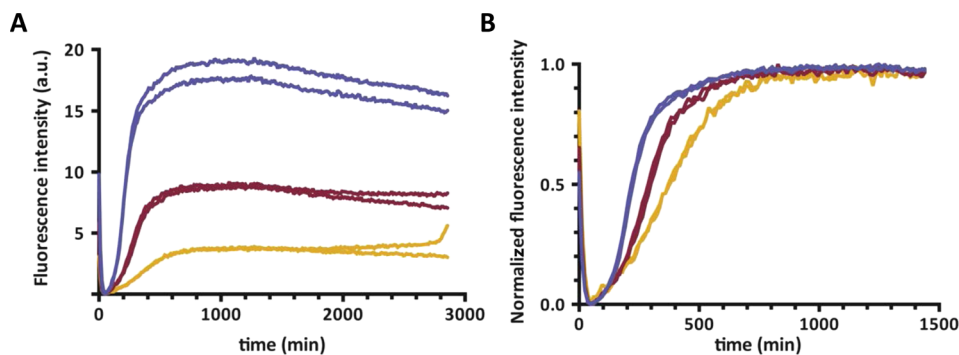 A
Fluorescence intensity (a.u.)
20
15
10
5
0
1000
2000
3000
time (min)
B
Normalized fluorescence intensity
1.0
0.5
0.0
0
500
1000
1500
time (min)